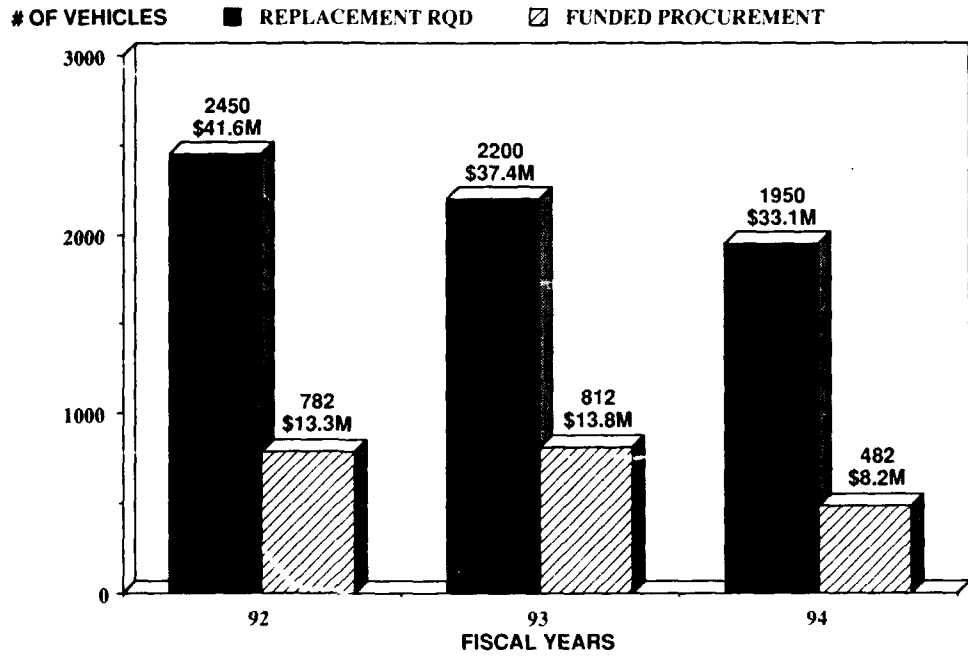 # OF VEHICLES REPLACEMENT RQD FUNDED PROCUREMENT
3000
2450
$41.6M
2200
$37.4M
1950
$33.1M
2000
1000
782
$13.3M
812
$13.8M
482
$8.2M
0
92 93 94
FISCAL YEARS